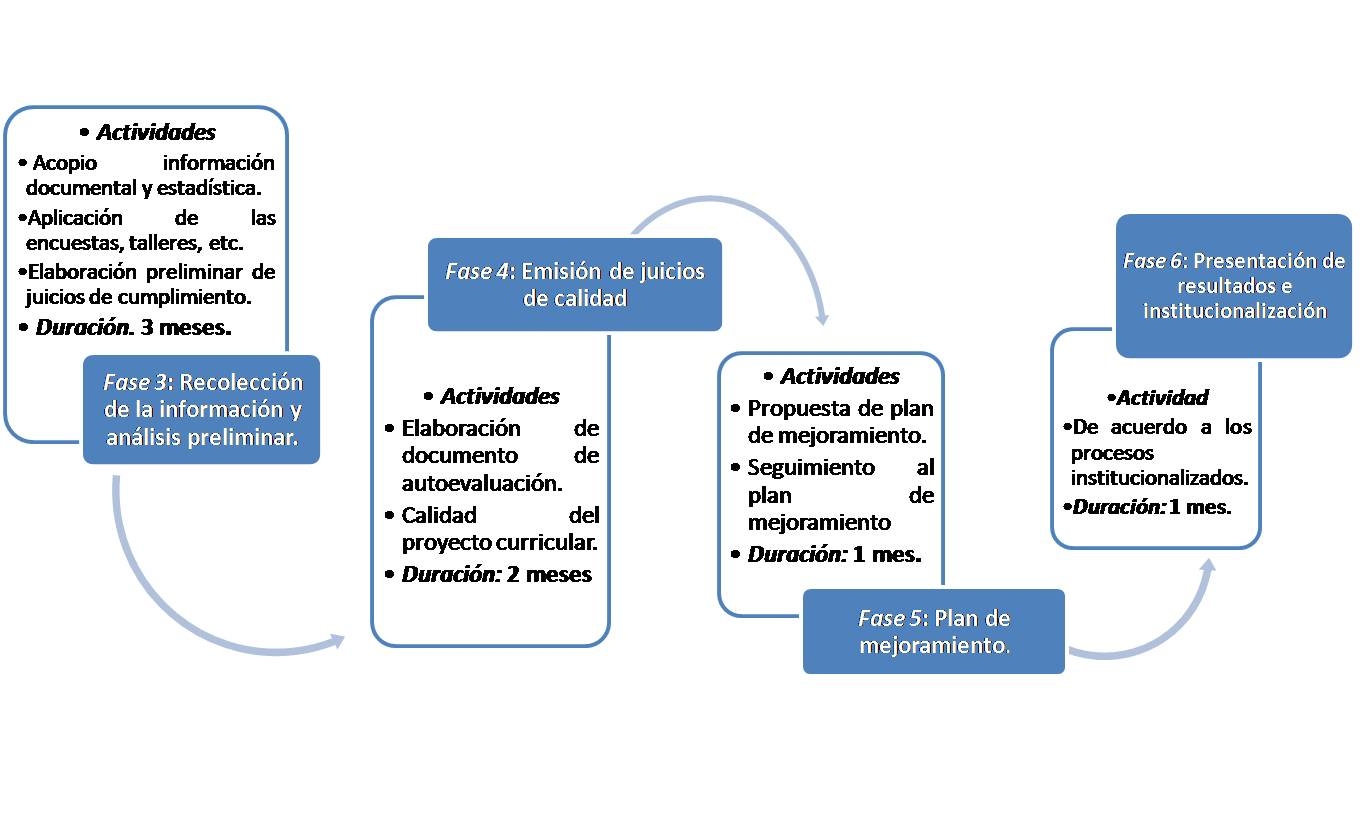 • Actividades
• Acopio información
documental y estadística.
•Aplicación de las
encuestas, talleres, etc.
•Elaboración preliminar de
juicios de cumplimiento.
• Duración. 3 meses.
Fase 3: Recolección
de la información y
análisis preliminar.
Fase 4: Emisión de juicios
de calidad
• Actividades
• Elaboración de
documento de
autoevaluación.
• Calidad del
proyecto curricular.
• Duración: 2 meses
• Actividades
• Propuesta de plan
de mejoramiento.
• Seguimiento al
plan de
mejoramiento
• Duración: 1 mes.
Fase 5: Plan de
mejoramiento.
Fase 6: Presentación de
resultados e
institucionalización
•Actividad
•De acuerdo a los
procesos
institucionalizados.
•Duración: 1 mes.